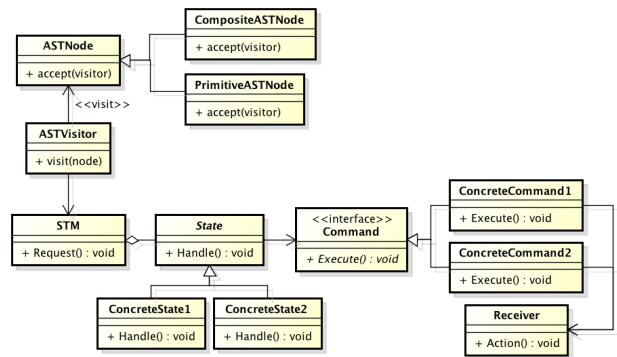 CompositeASTNode
+ accept(visitor)
ASTNode
+ accept(visitor)
PrimitiveASTNode
+ accept(visitor)
<<visit>>
ASTVisitor
+ visit(node)
STM
+ Request() : void
State
+ Handle() : void
<<interface>>
Command
+ Execute() : void
ConcreteCommand1
+ Execute() : void
ConcreteCommand2
+ Execute() : void
ConcreteState1
+ Handle() : void
ConcreteState2
+ Handle() : void
Receiver
+ Action() : void